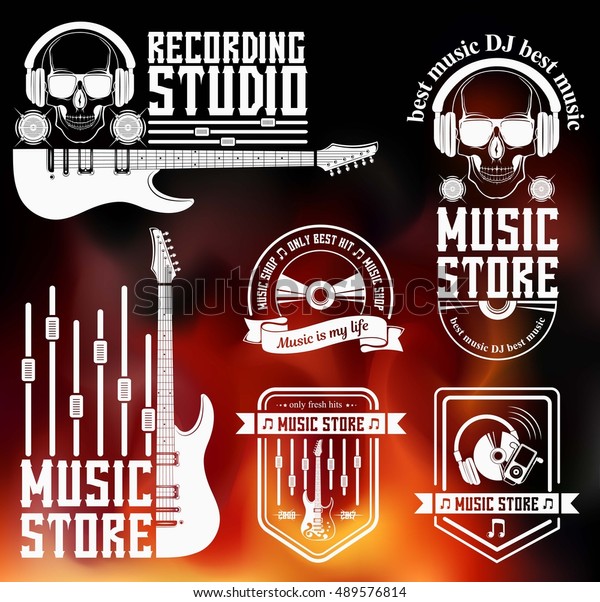 RECORDING
STUDIO
best music DJ best music
MUSIC
STORE
best music DJ best music
MUSIC SHOP ♫ ONLY BEST HIT ♪ MUSIC SHOP
Music is my life
MUSIC
STORE
only fresh hits
♫ MUSIC STORE ♫
2010 2017
♪ MUSIC STORE ♪
♫
shutterstock
shutterstock.com · 489576814